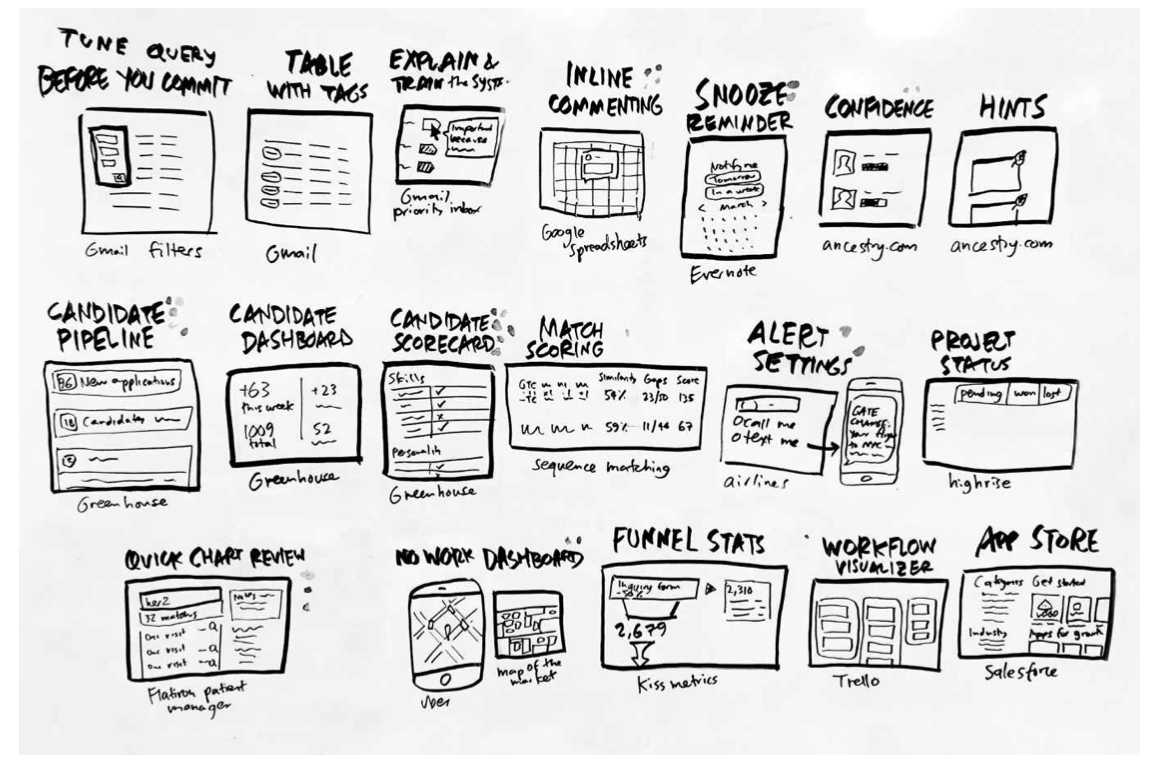 TUNE QUERY
BEFORE YOU COMMIT
Gmail filters
TABLE
WITH TAGS
Gmail
EXPLAIN &
TRAIN the SYST
Important
because
Gmail
priority inbox
INLINE
COMMENTING
Google
Spreadsheets
SNOOZE
REMINDER
Notify me
Tomorrow
In a week
< March >
Evernote
CONFIDENCE
ancestry.com
HINTS
ancestry.com
CANDIDATE
PIPELINE
86 New applications
18 Candidates
Greenhouse
CANDIDATE
DASHBOARD
+63 +23
this week
1009 52
total
Greenhouse
CANDIDATE
SCORECARD
Skills
Personality
Greenhouse
MATCH
SCORING
Similarity Gaps Score
59% 23/50 135
59% 11/44 67
sequence matching
ALERT
SETTINGS
call me
text me
GATE
CHANGE:
Your flight
to NYC
airlines
PROJECT
STATUS
pending won lost
highrise
QUICK CHART REVIEW
her2
32 matches
Notes
One visit
One visit
One visit
Flatiron patient
manager
NO WORK DASHBOARD
map of the
market
Uber
FUNNEL STATS
Inquiry form
-50%
2,310
2,679
Kiss metrics
WORKFLOW
VISUALIZER
Trello
APP STORE
Categories Get started
Industry Apps for growth
Salesforce